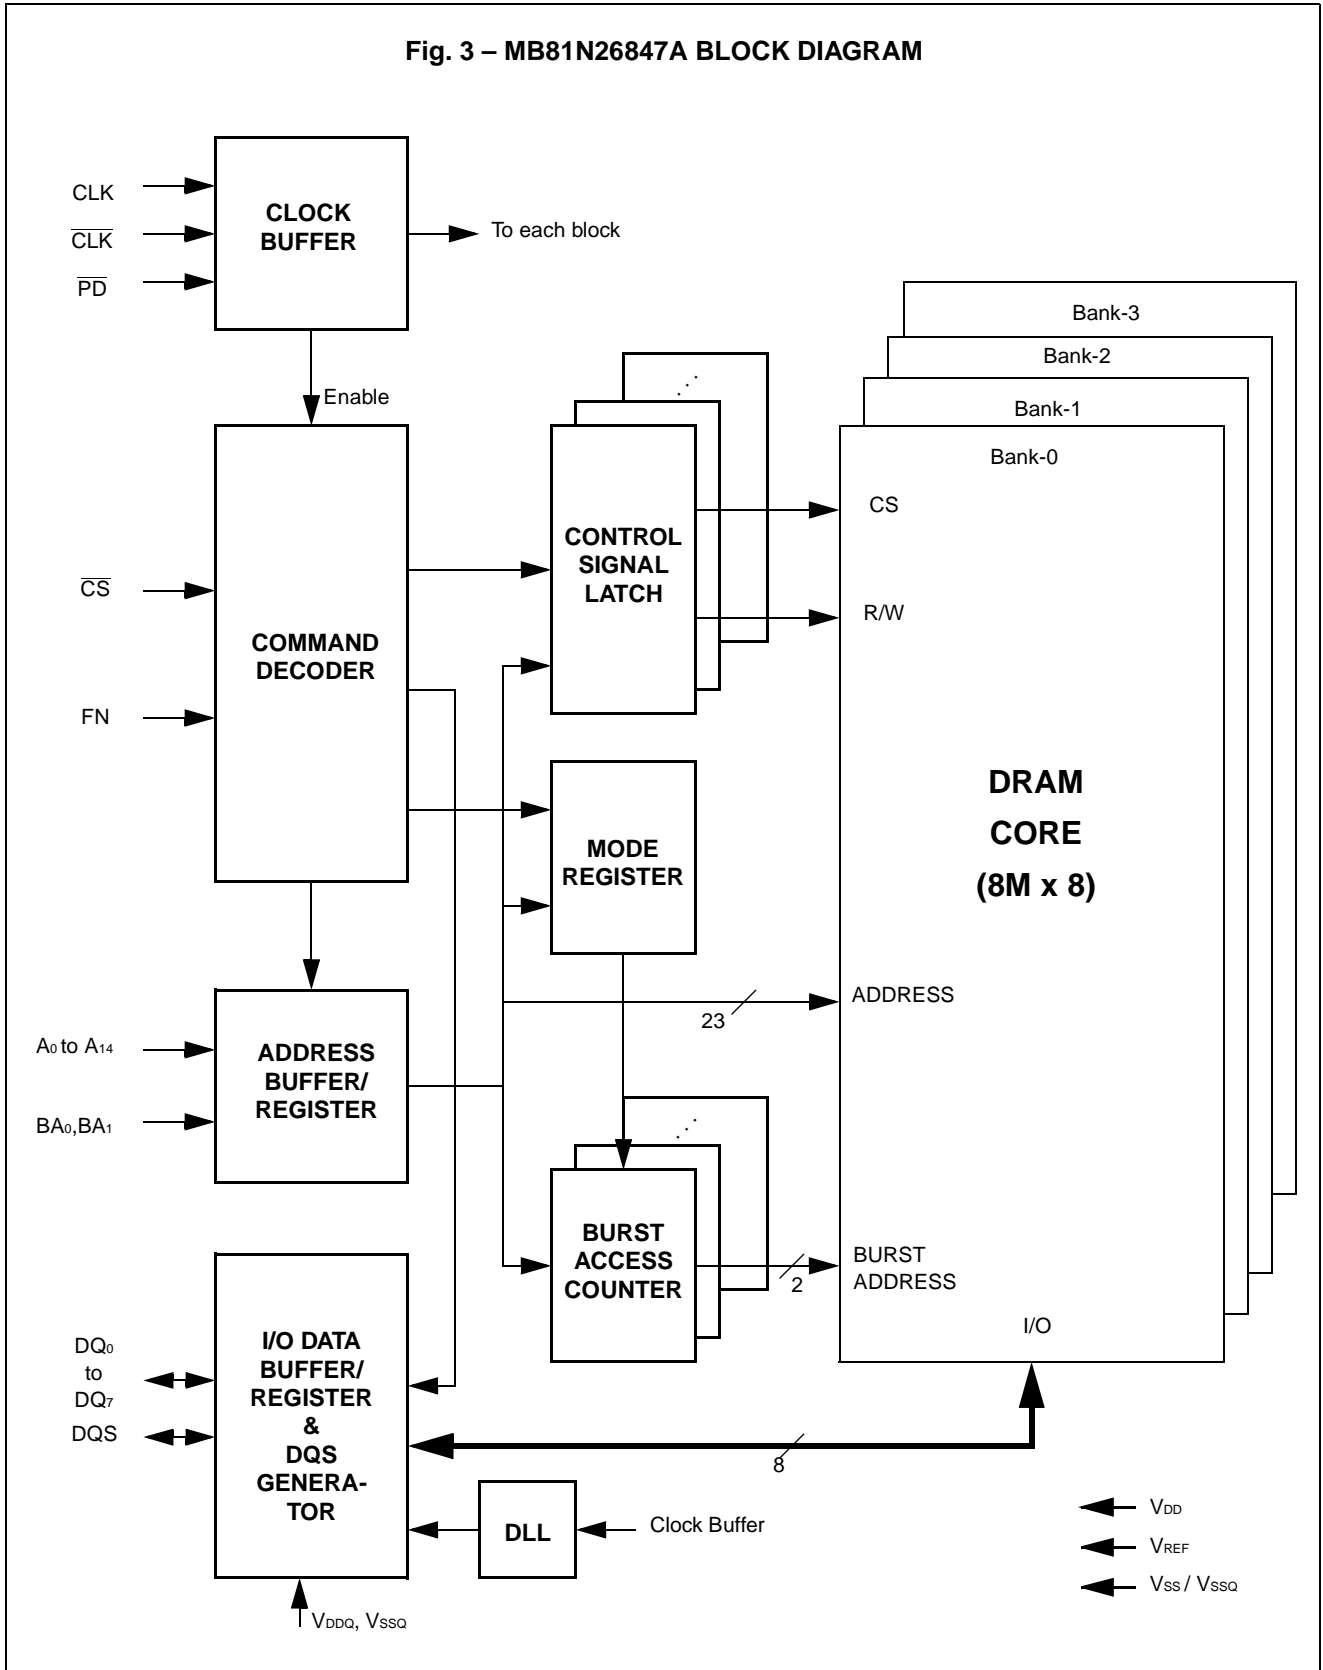 Fig. 3 – MB81N26847A BLOCK DIAGRAM
CLK
C̅L̅K̅
P̅D̅
CLOCK
BUFFER
To each block
Enable
Bank-3
Bank-2
Bank-1
Bank-0
C̅S̅
FN
COMMAND
DECODER
CONTROL
SIGNAL
LATCH
CS
R/W
DRAM
CORE
(8M x 8)
MODE
REGISTER
23
ADDRESS
A0 to A14
BA0,BA1
ADDRESS
BUFFER/
REGISTER
BURST
ACCESS
COUNTER
2
BURST
ADDRESS
I/O
DQ0
to
DQ7
DQS
I/O DATA
BUFFER/
REGISTER
&
DQS
GENERA-
TOR
8
DLL
Clock Buffer
VDDQ, VSSQ
VDD
VREF
VSS / VSSQ